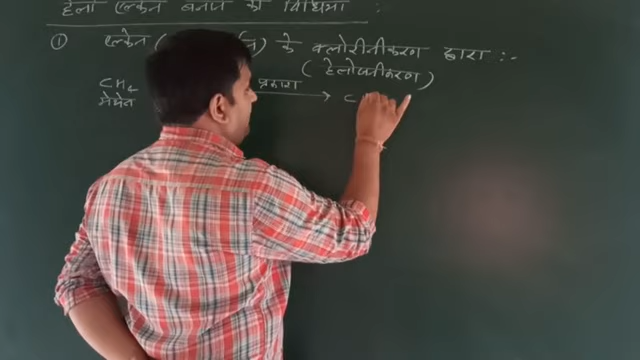 हैलो एल्केन बनाने की विधियाँ :
① एल्केन ( के क्लोरीनीकरण द्वारा :-
( हैलोजनीकरण )
CH₄ प्रकाश → C
मेथेन